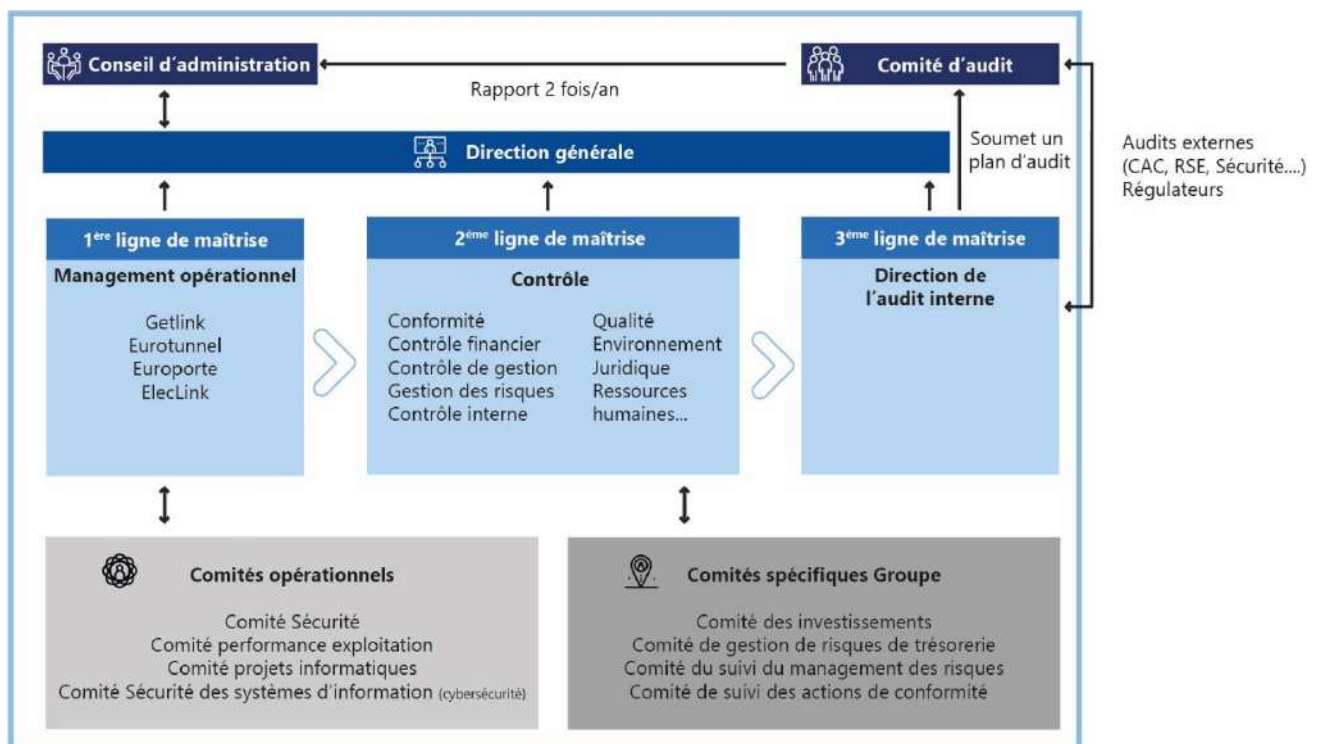 Conseil d'administration
Comité d'audit
Rapport 2 fois/an
Direction générale
Soumet un
plan d'audit
Audits externes
(CAC, RSE, Sécurité....)
Régulateurs
1ère ligne de maîtrise
Management opérationnel
Getlink
Eurotunnel
Europorte
ElecLink
2ème ligne de maîtrise
Contrôle
Conformité
Contrôle financier
Contrôle de gestion
Gestion des risques
Contrôle interne
Qualité
Environnement
Juridique
Ressources
humaines...
3ème ligne de maîtrise
Direction de
l'audit interne
Comités opérationnels
Comité Sécurité
Comité performance exploitation
Comité projets informatiques
Comité Sécurité des systèmes d'information (cybersécurité)
Comités spécifiques Groupe
Comité des investissements
Comité de gestion de risques de trésorerie
Comité du suivi du management des risques
Comité de suivi des actions de conformité